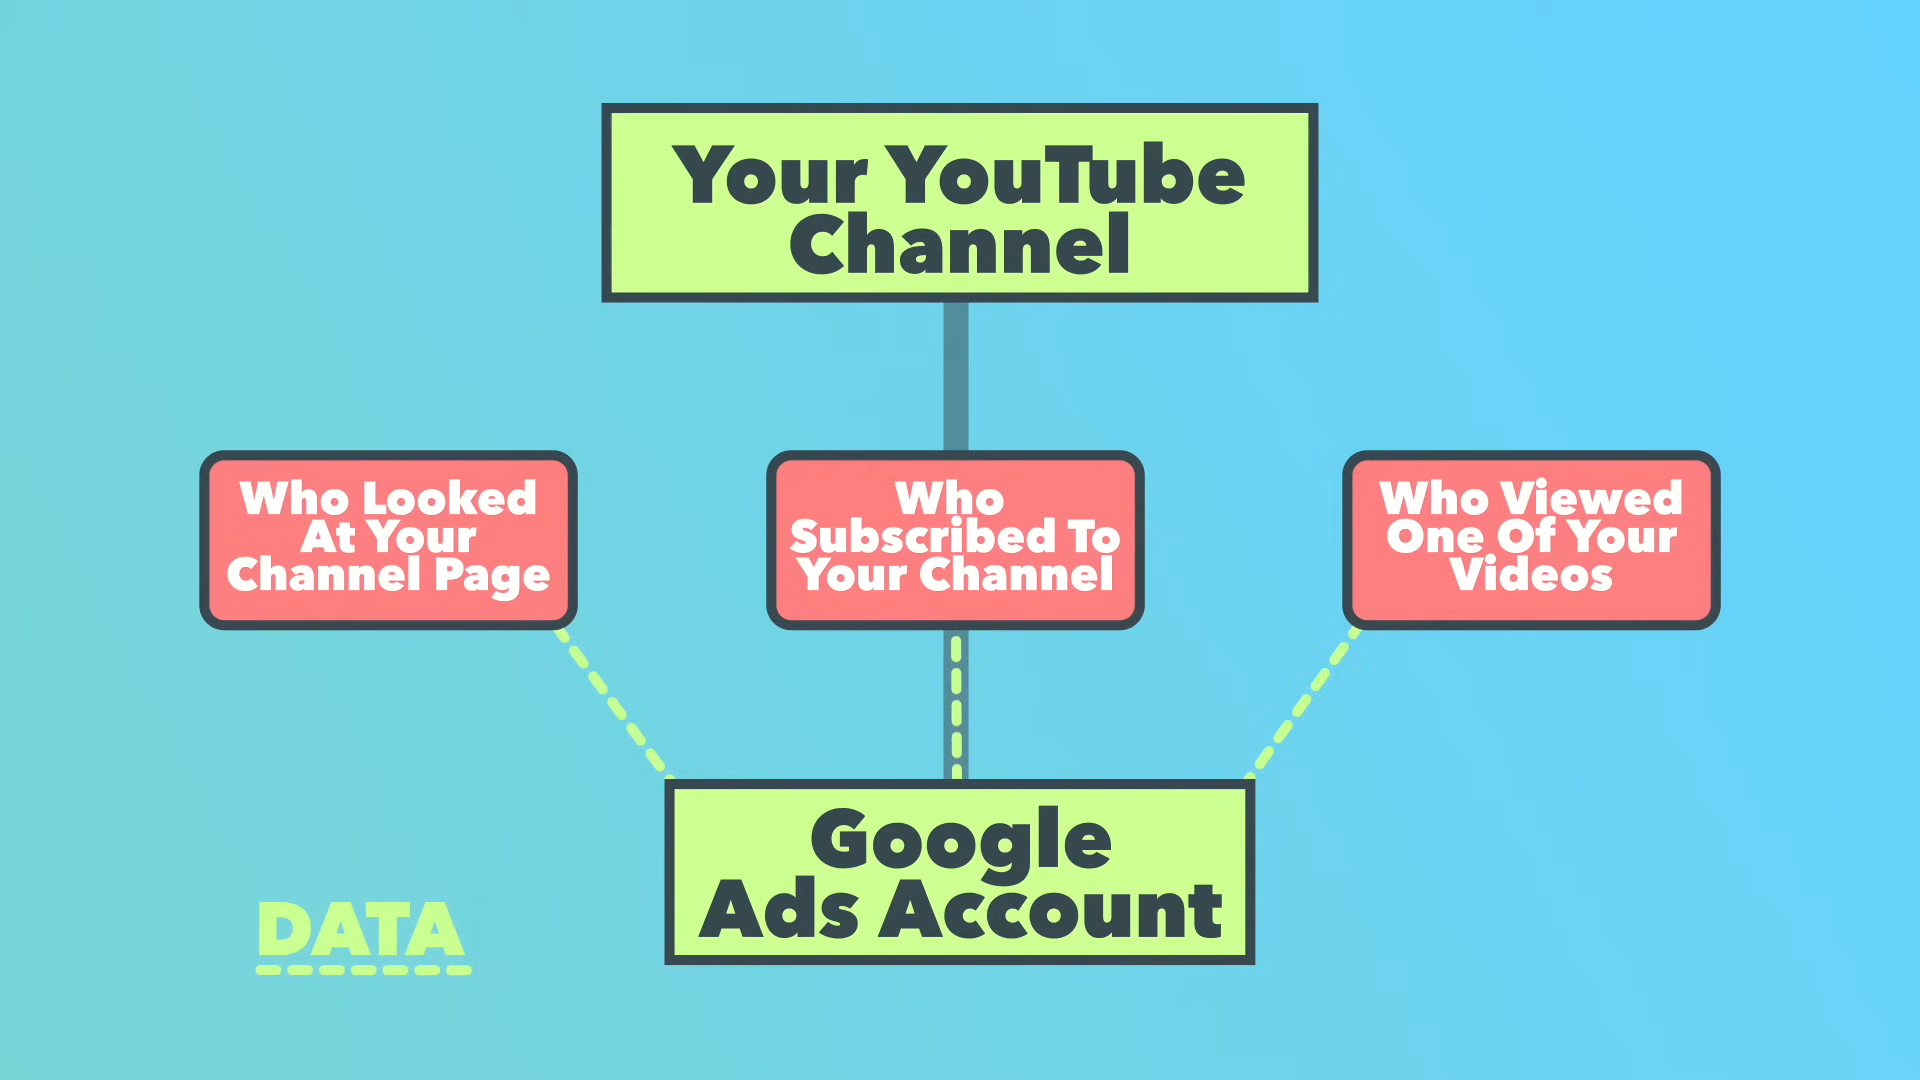 Your YouTube
Channel
Who Looked
At Your
Channel Page
Who
Subscribed To
Your Channel
Who Viewed
One Of Your
Videos
Google
Ads Account
DATA